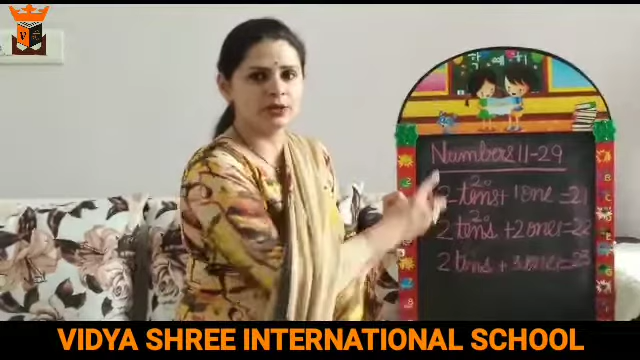 Numbers 11-29
20
2 tens + 1 one = 21
20
2 tens + 2 ones = 22
2 tens + 3 ones = 23
VIDYA SHREE INTERNATIONAL SCHOOL